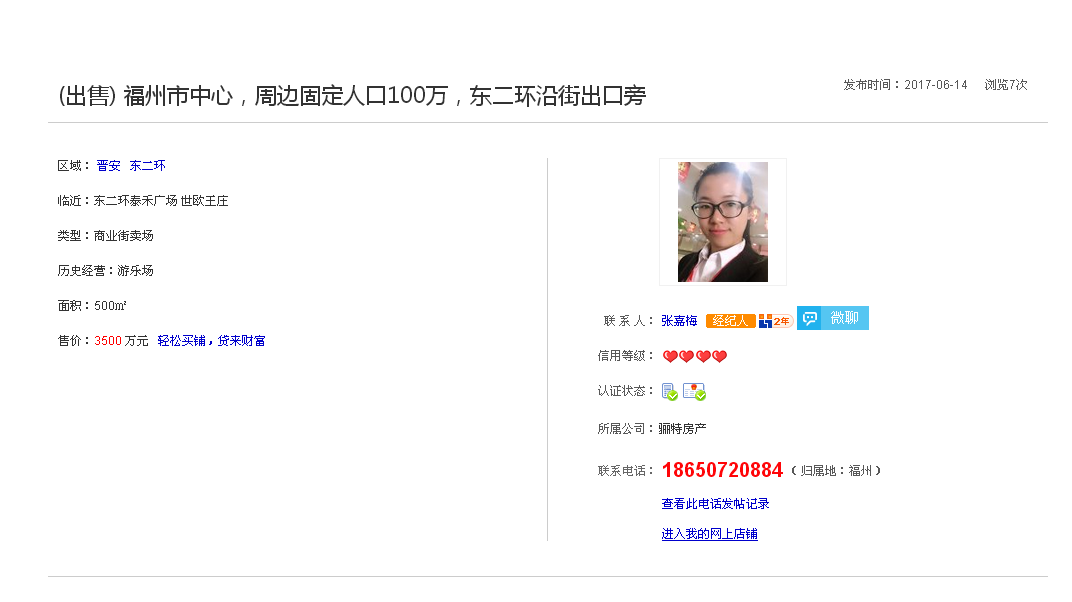 (出售) 福州市中心，周边固定人口100万，东二环沿街出口旁
发布时间：2017-06-14 浏览7次
区域： 晋安 东二环
临近：东二环泰禾广场 世欧王庄
类型：商业街卖场
历史经营：游乐场
面积：500㎡
售价：3500 万元 轻松买铺，贷来财富
联 系 人： 张嘉梅 经纪人 2年 微聊
信用等级：
认证状态：
所属公司：骊特房产
联系电话： 18650720884 （归属地：福州）
查看此电话发帖记录
进入我的网上店铺